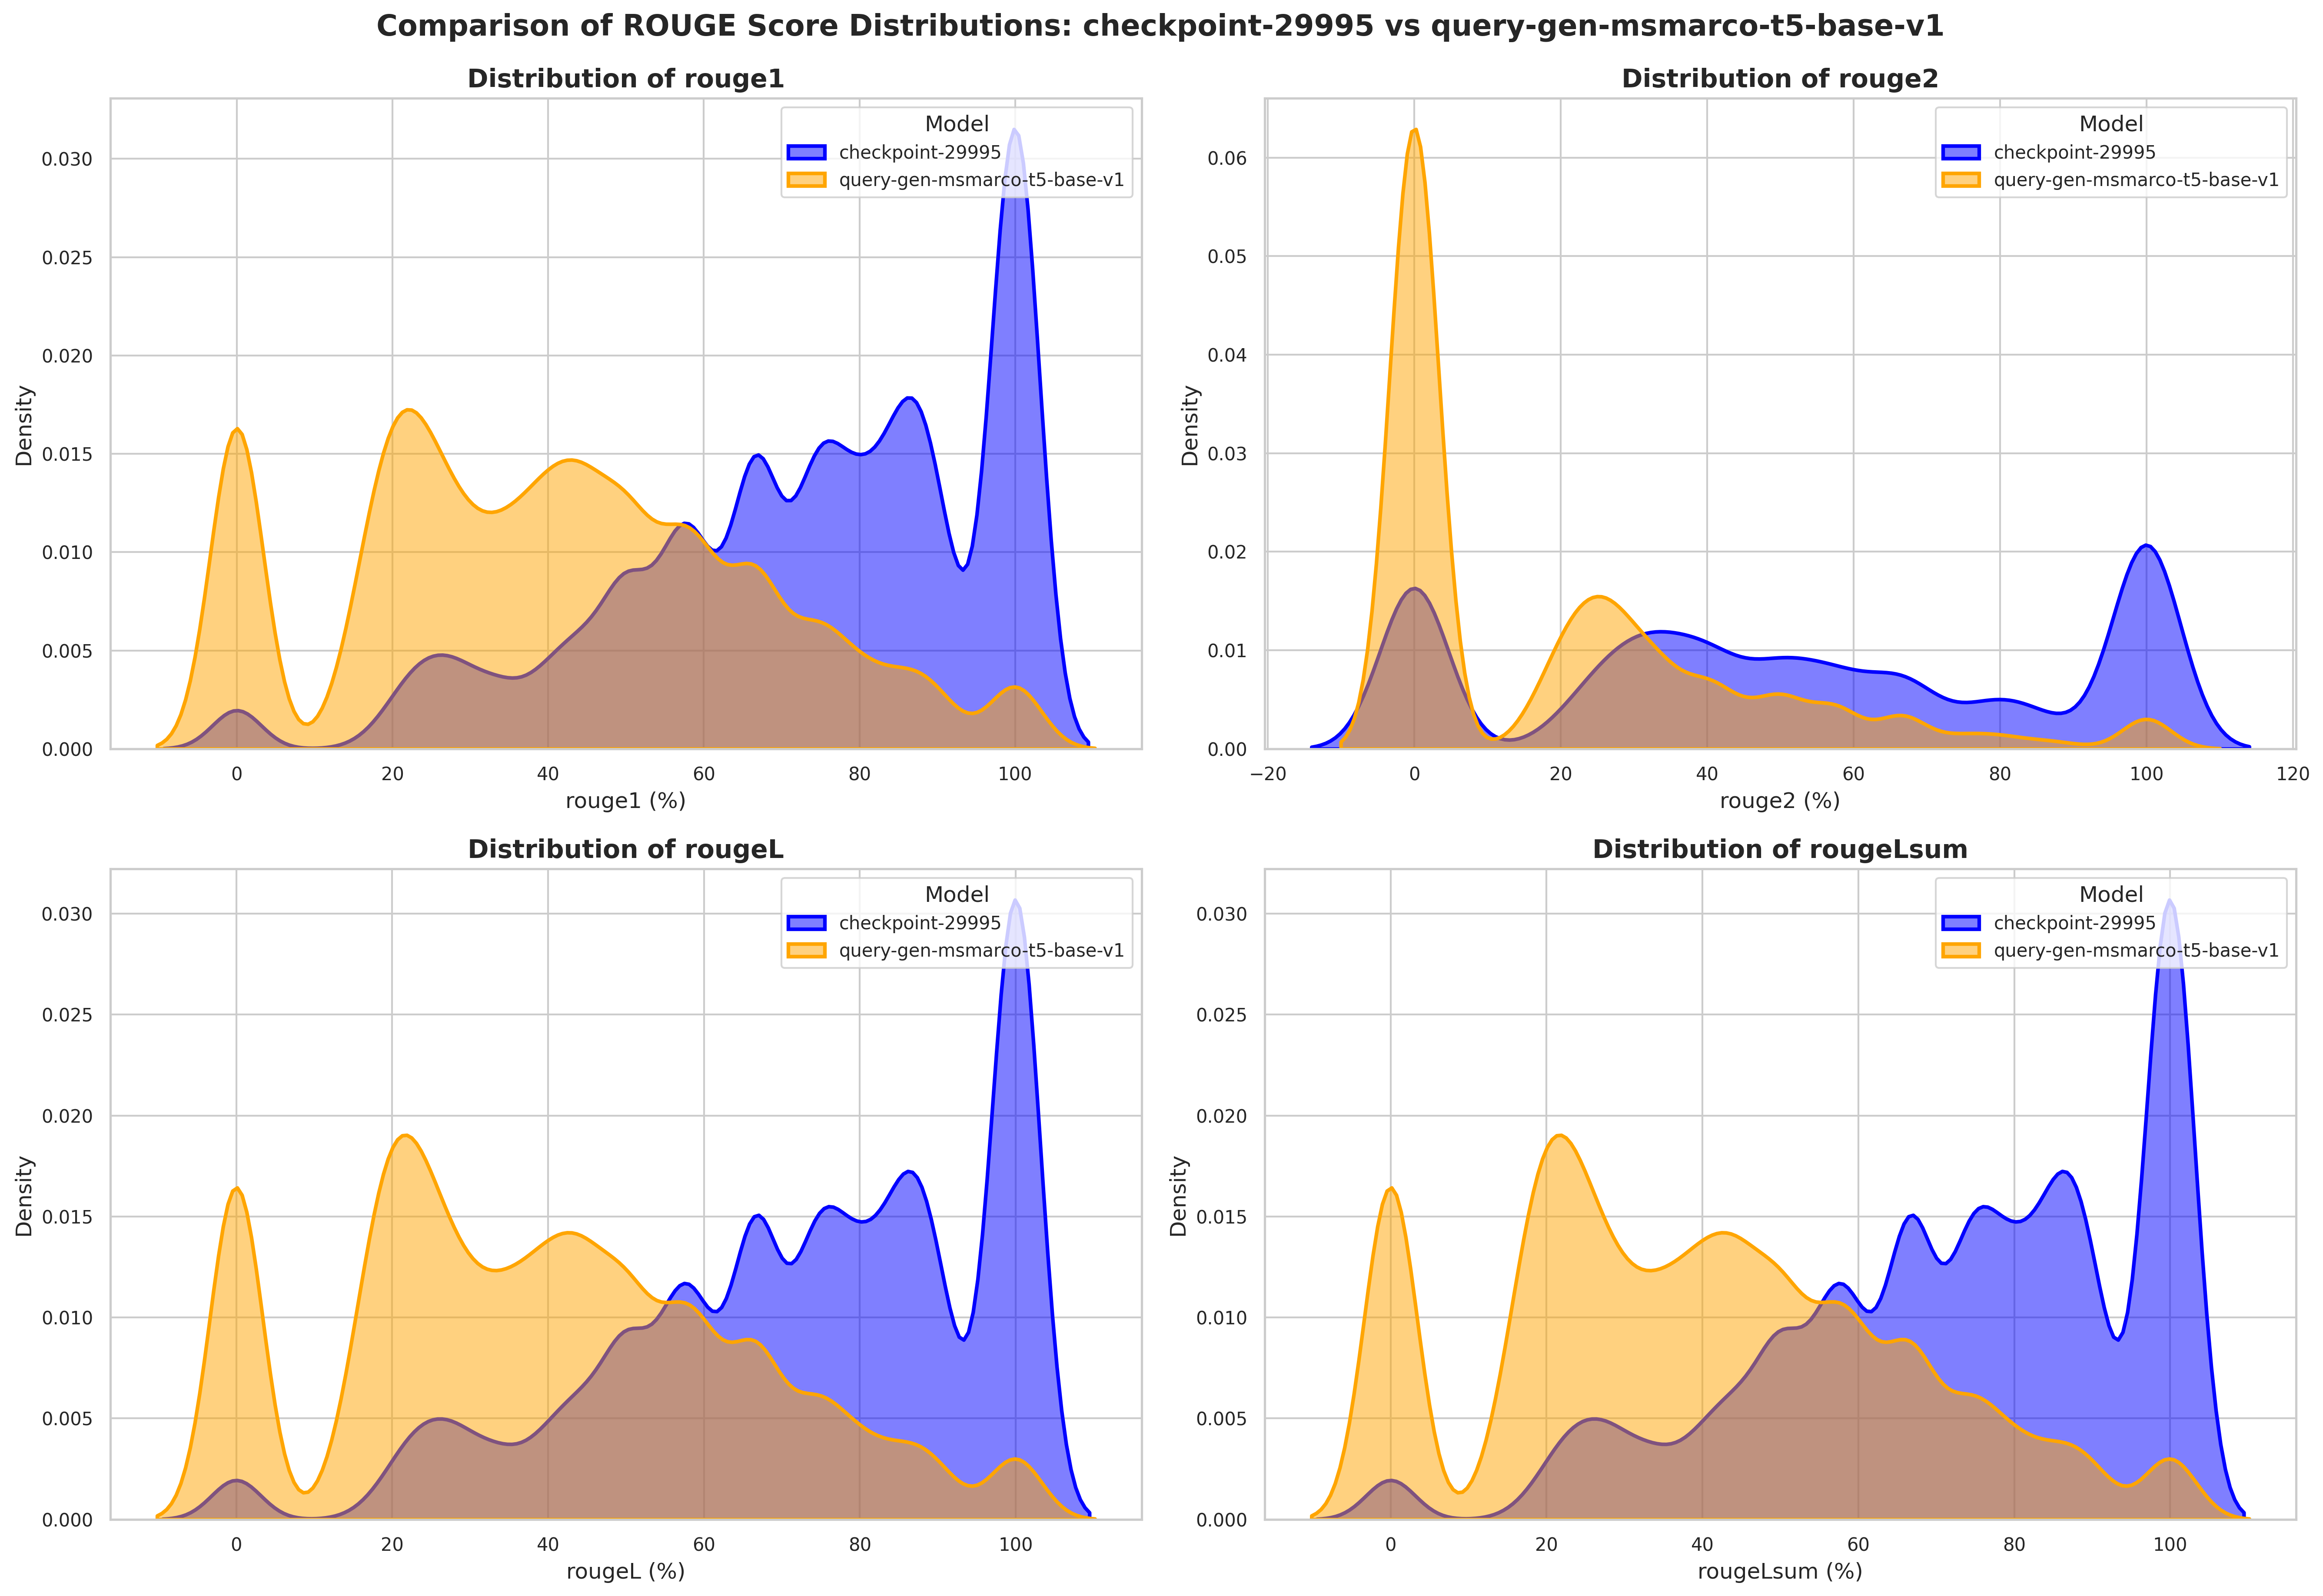 Comparison of ROUGE Score Distributions: checkpoint-29995 vs query-gen-msmarco-t5-base-v1
Distribution of rouge1
Model
checkpoint-29995
query-gen-msmarco-t5-base-v1
Density
0.030
0.025
0.020
0.015
0.010
0.005
0.000
0 20 40 60 80 100
rouge1 (%)
Distribution of rouge2
Model
checkpoint-29995
query-gen-msmarco-t5-base-v1
Density
0.06
0.05
0.04
0.03
0.02
0.01
0.00
−20 0 20 40 60 80 100 120
rouge2 (%)
Distribution of rougeL
Model
checkpoint-29995
query-gen-msmarco-t5-base-v1
Density
0.030
0.025
0.020
0.015
0.010
0.005
0.000
0 20 40 60 80 100
rougeL (%)
Distribution of rougeLsum
Model
checkpoint-29995
query-gen-msmarco-t5-base-v1
Density
0.030
0.025
0.020
0.015
0.010
0.005
0.000
0 20 40 60 80 100
rougeLsum (%)